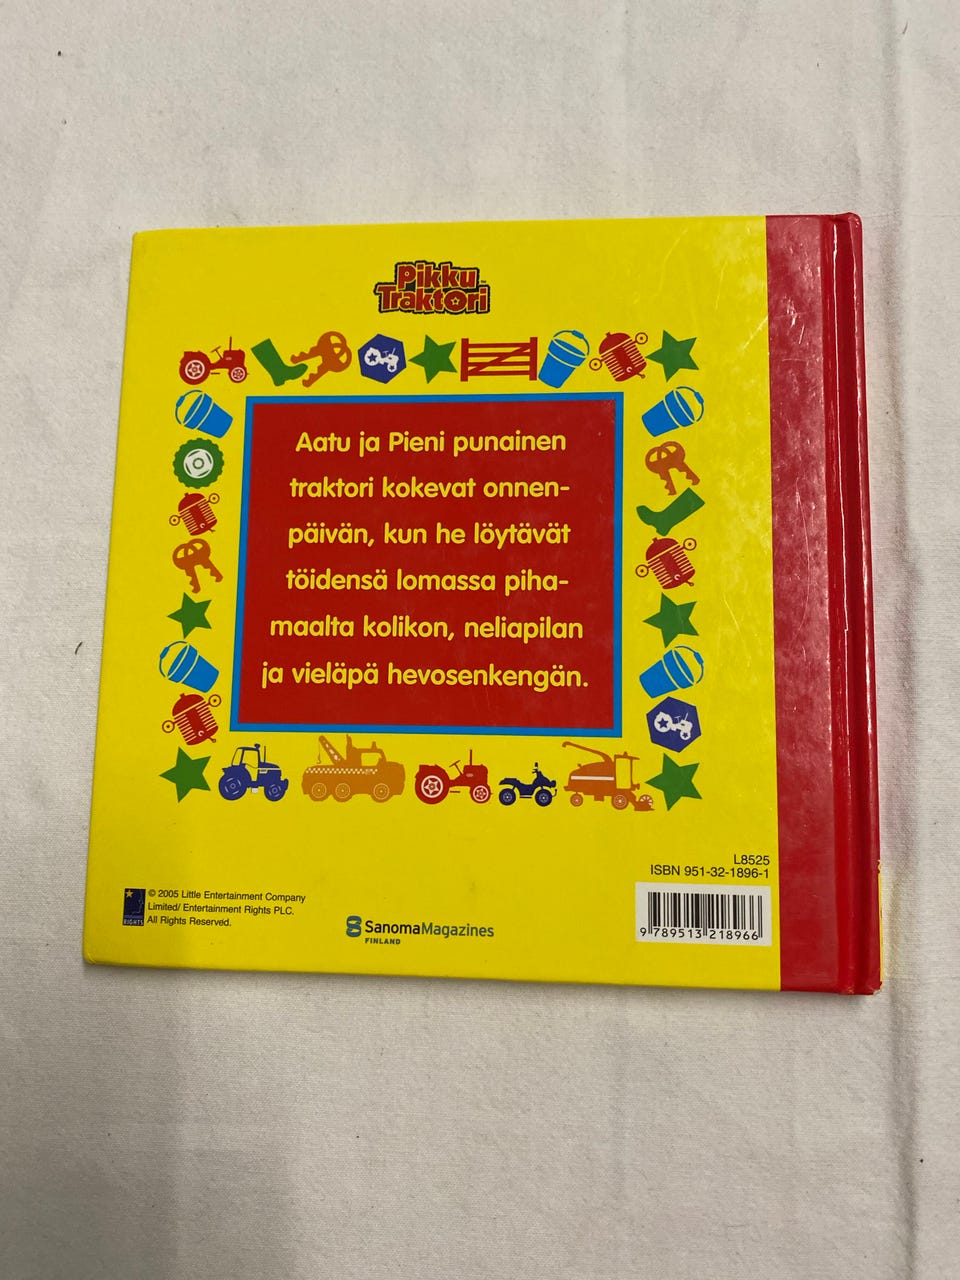 Pikku
Traktori
Aatu ja Pieni punainen
traktori kokevat onnen-
päivän, kun he löytävät
töidensä lomassa piha-
maalta kolikon, neliapilan
ja vieläpä hevosenkengän.
L8525
ISBN 951-32-1896-1
© 2005 Little Entertainment Company
Limited/ Entertainment Rights PLC.
All Rights Reserved.
RIGHTS
SanomaMagazines
FINLAND
9 789513 218966